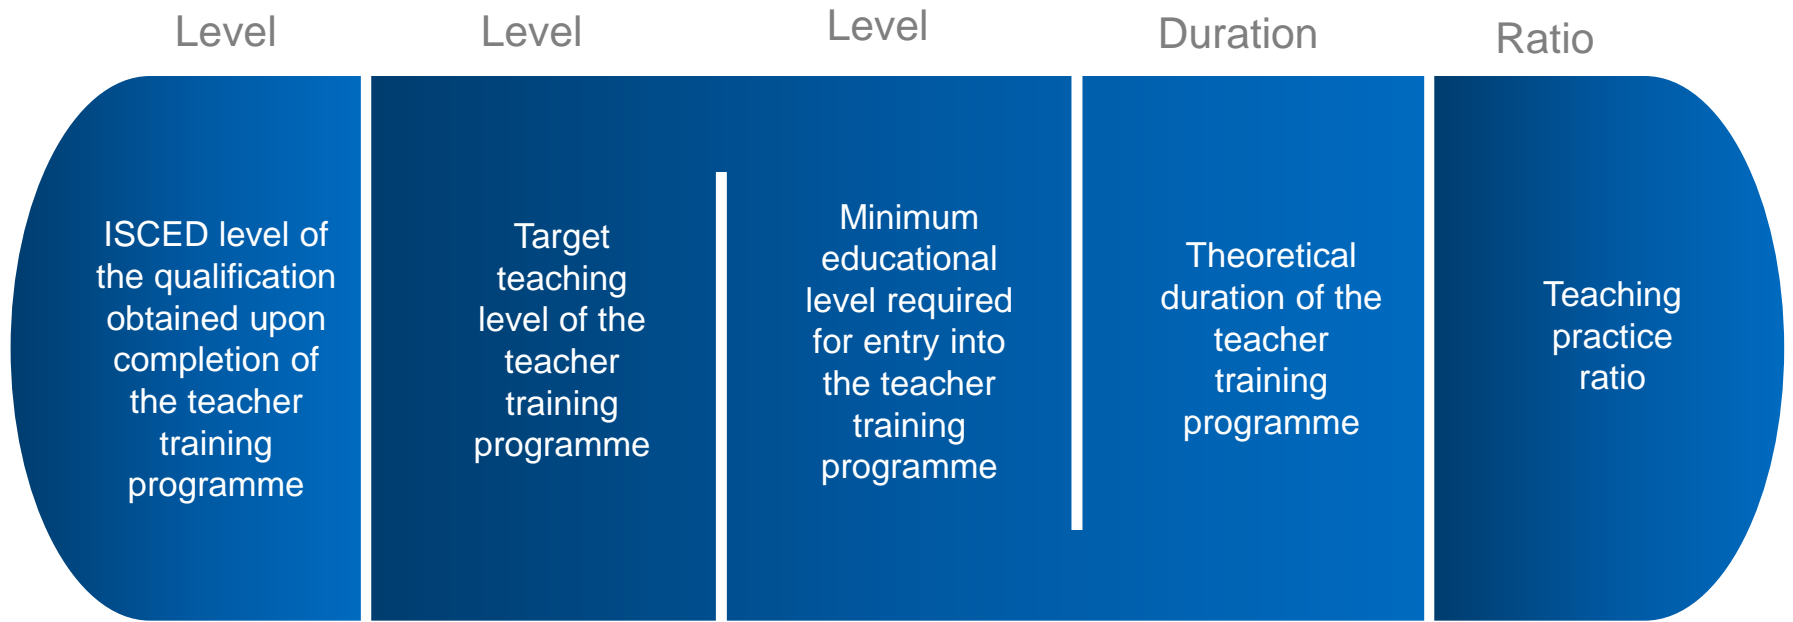 Level
Level
Level
Duration
Ratio
ISCED level of
the qualification
obtained upon
completion of
the teacher
training
programme
Target
teaching
level of the
teacher
training
programme
Minimum
educational
level required
for entry into
the teacher
training
programme
Theoretical
duration of the
teacher
training
programme
Teaching
practice
ratio